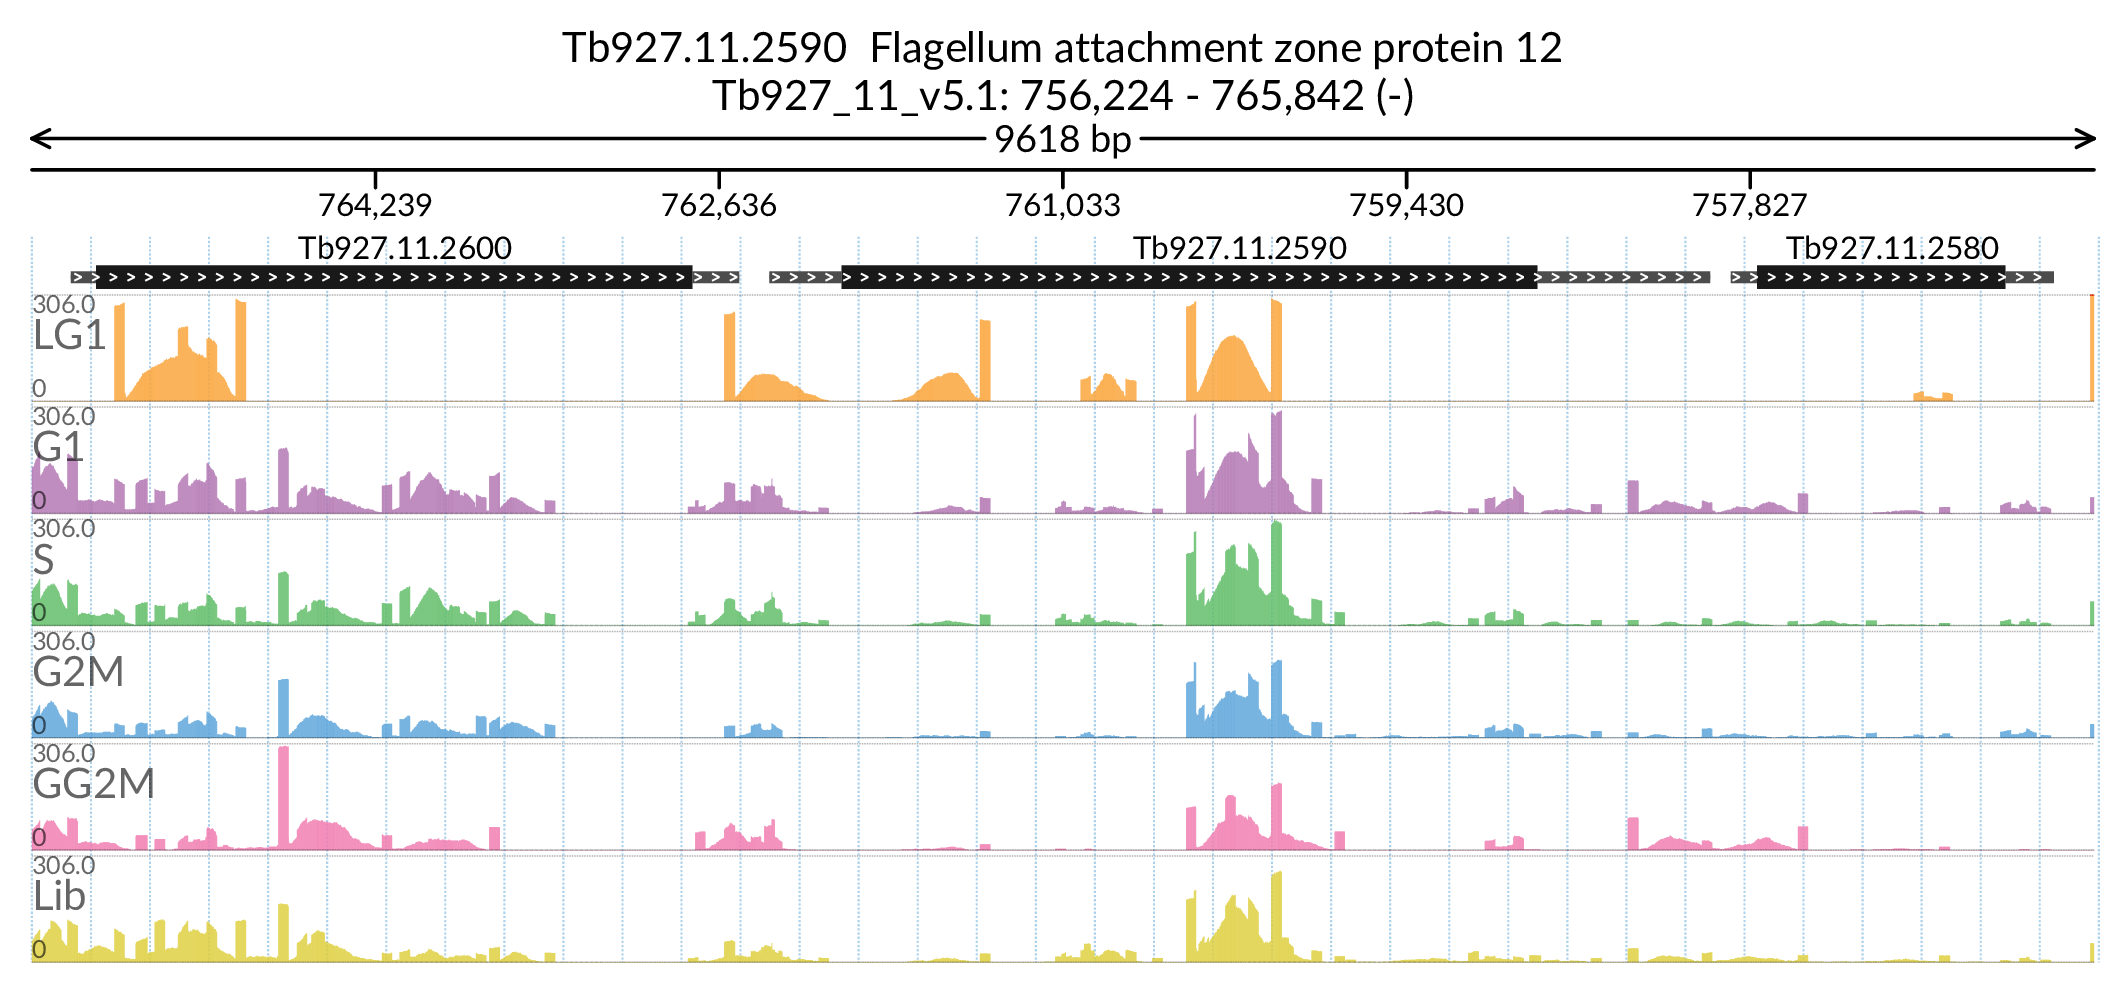 Tb927.11.2590  Flagellum attachment zone protein 12
Tb927_11_v5.1: 756,224 - 765,842 (-)
9618 bp
764,239 762,636 761,033 759,430 757,827
Tb927.11.2600 Tb927.11.2590 Tb927.11.2580
306.0
LG1
0
306.0
G1
0
306.0
S
0
306.0
G2M
0
306.0
GG2M
0
306.0
Lib
0